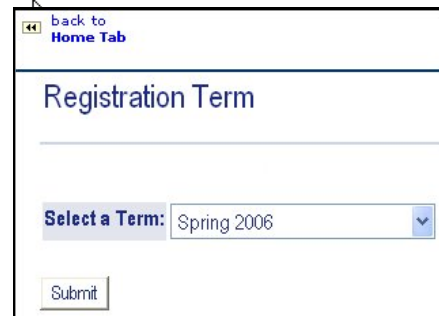 back to
Home Tab
Registration Term
Select a Term: Spring 2006
Submit